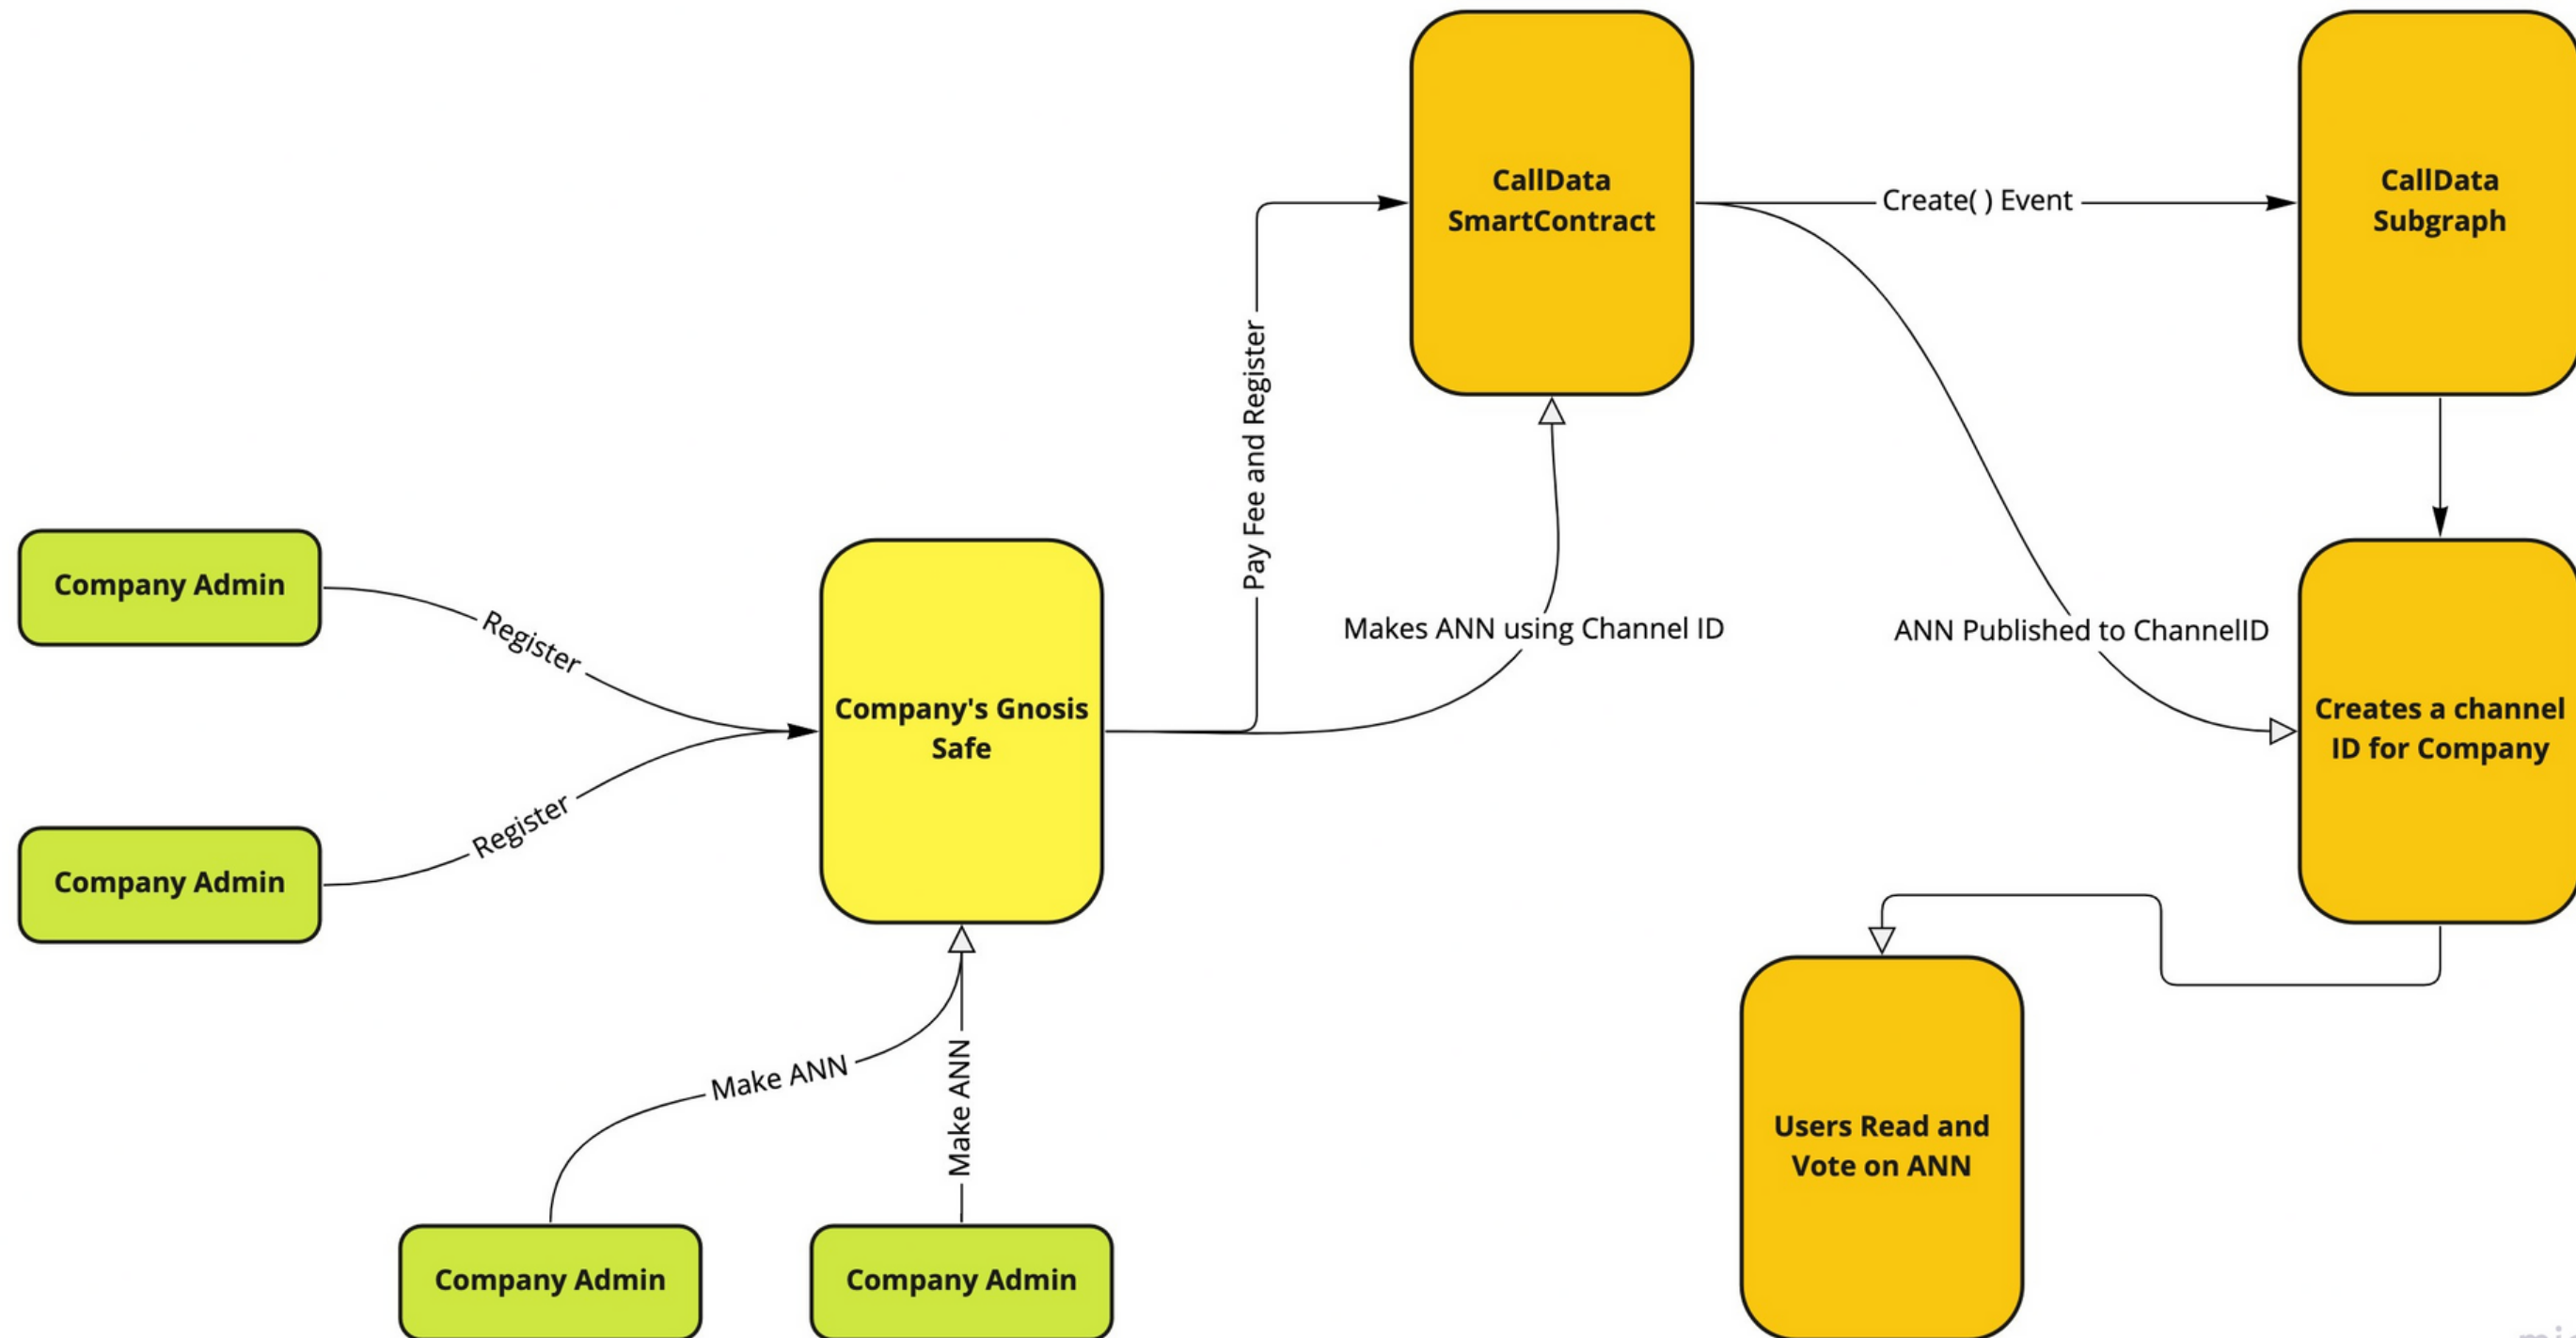 CallData
SmartContract
Create( ) Event
CallData
Subgraph
Pay Fee and Register
Company Admin
Register
Makes ANN using Channel ID
ANN Published to ChannelID
Company's Gnosis
Safe
Creates a channel
ID for Company
Register
Company Admin
Make ANN
Make ANN
Users Read and
Vote on ANN
Company Admin
Company Admin